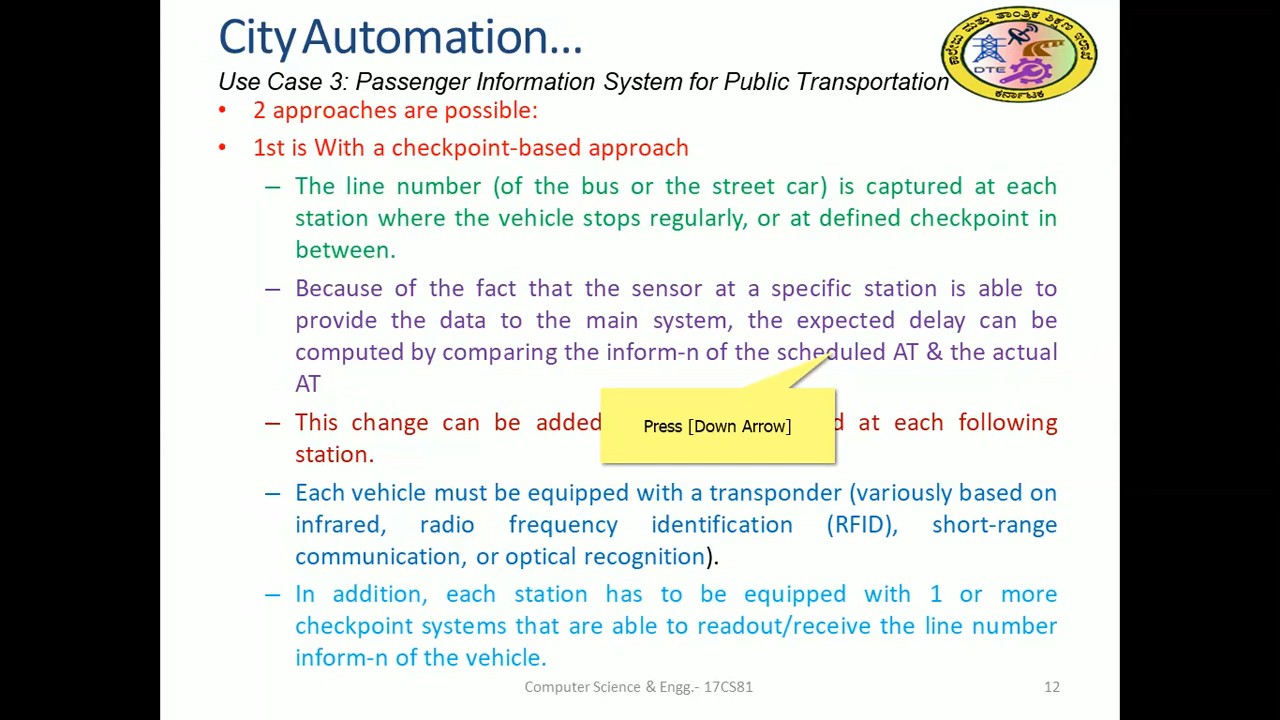 City Automation...
Use Case 3: Passenger Information System for Public Transportation
ಕಾಲೇಜು ಮತ್ತು ತಾಂತ್ರಿಕ ಶಿಕ್ಷಣ ಇಲಾಖೆ
DTE
ಕರ್ನಾಟಕ
• 2 approaches are possible:
• 1st is With a checkpoint-based approach
– The line number (of the bus or the street car) is captured at each
station where the vehicle stops regularly, or at defined checkpoint in
between.
– Because of the fact that the sensor at a specific station is able to
provide the data to the main system, the expected delay can be
computed by comparing the inform-n of the scheduled AT & the actual
AT
– This change can be added at each following
Press [Down Arrow]
station.
– Each vehicle must be equipped with a transponder (variously based on
infrared, radio frequency identification (RFID), short-range
communication, or optical recognition).
– In addition, each station has to be equipped with 1 or more
checkpoint systems that are able to readout/receive the line number
inform-n of the vehicle.
Computer Science & Engg.- 17CS81
12